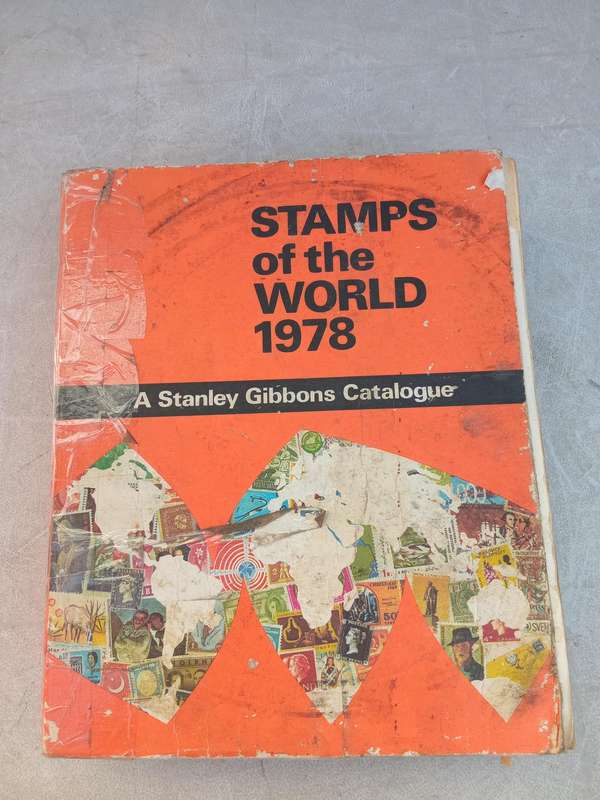 STAMPS
of the
WORLD
1978
A Stanley Gibbons Catalogue